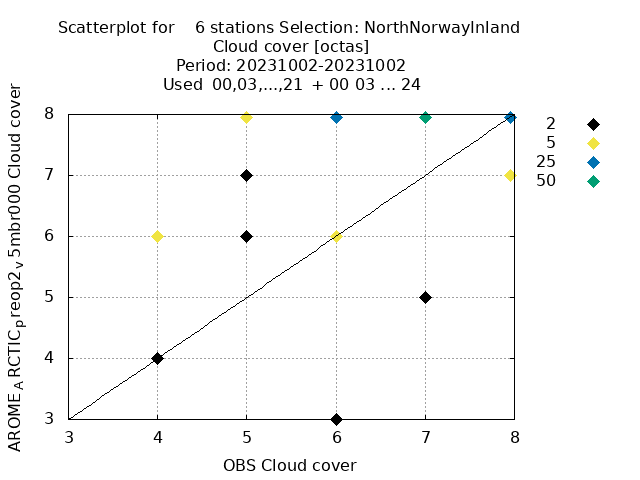 Scatterplot for 6 stations Selection: NorthNorwayInland
Cloud cover [octas]
Period: 20231002-20231002
Used 00,03,...,21 + 00 03 ... 24
AROME_ARCTIC_preop2_v5mbr000 Cloud cover
8
7
6
5
4
3
3 4 5 6 7 8
OBS Cloud cover
2
5
25
50